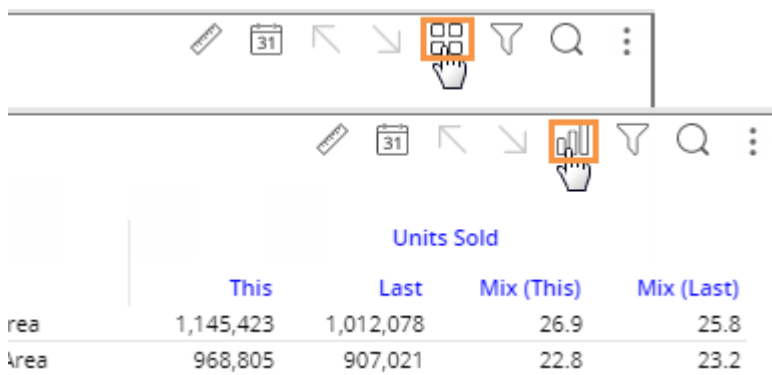 31
31
Units Sold
This Last Mix (This) Mix (Last)
rea 1,145,423 1,012,078 26.9 25.8
Area 968,805 907,021 22.8 23.2